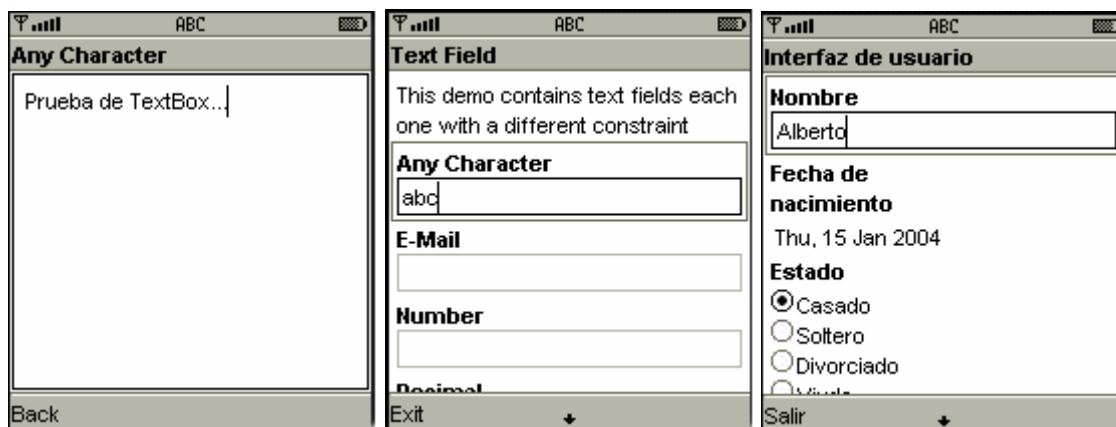 ABC
Any Character
Prueba de TextBox...
Back
ABC
Text Field
This demo contains text fields each
one with a different constraint
Any Character
abc
E-Mail
Number
Decimal
Exit
ABC
Interfaz de usuario
Nombre
Alberto
Fecha de
nacimiento
Thu, 15 Jan 2004
Estado
Casado
Soltero
Divorciado
Viudo
Salir